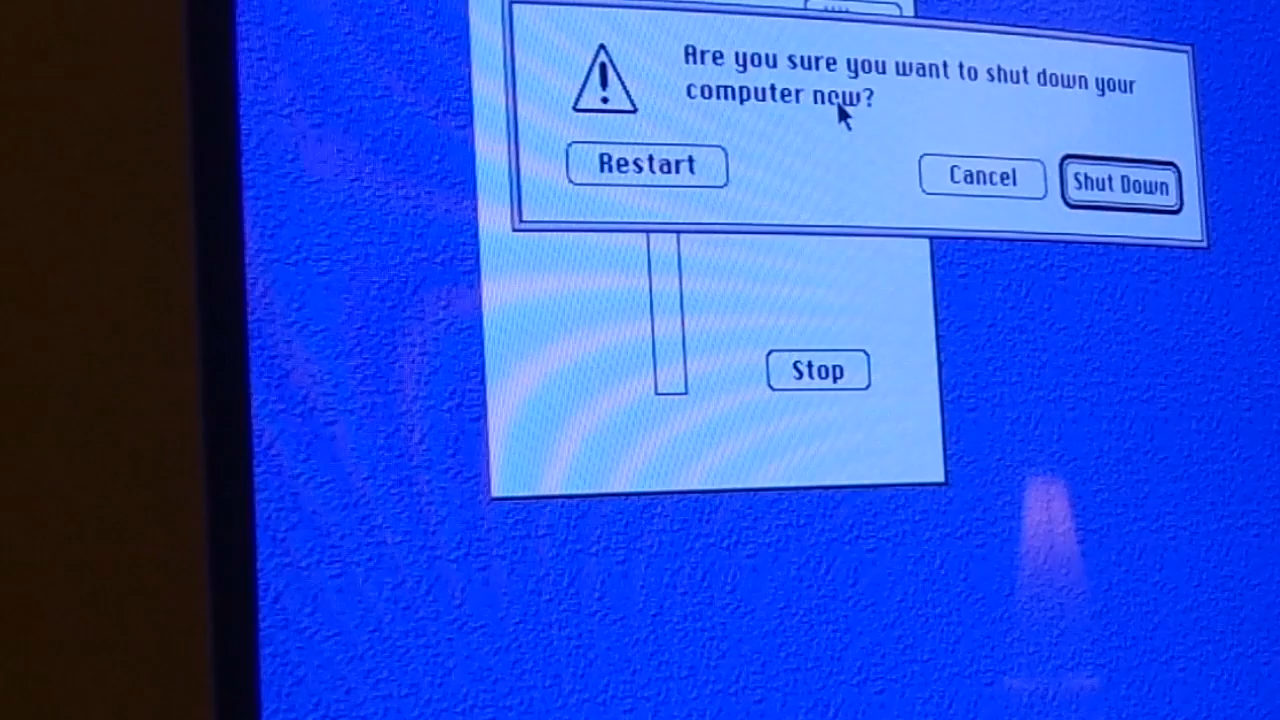 Are you sure you want to shut down your
computer now?
Restart
Cancel
Shut Down
Stop